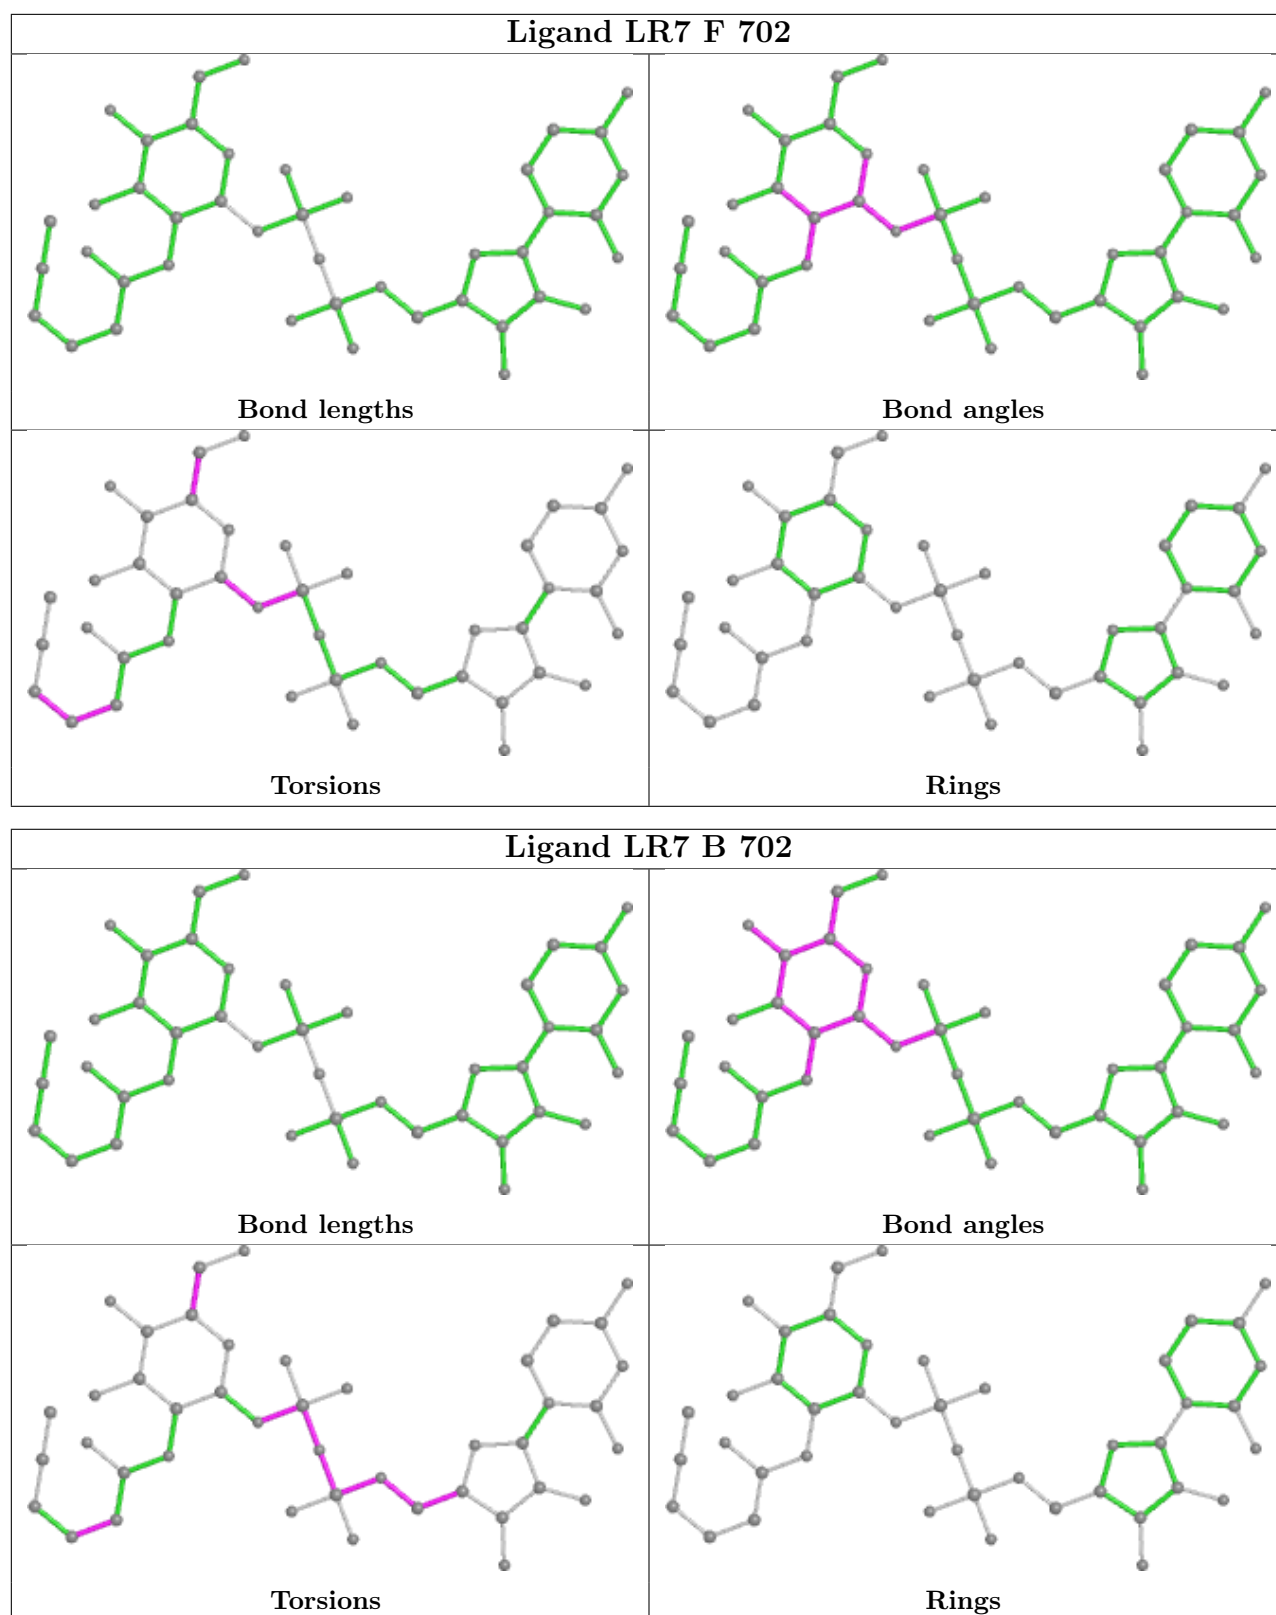 Ligand LR7 F 702
Bond lengths
Bond angles
Torsions
Rings
Ligand LR7 B 702
Bond lengths
Bond angles
Torsions
Rings